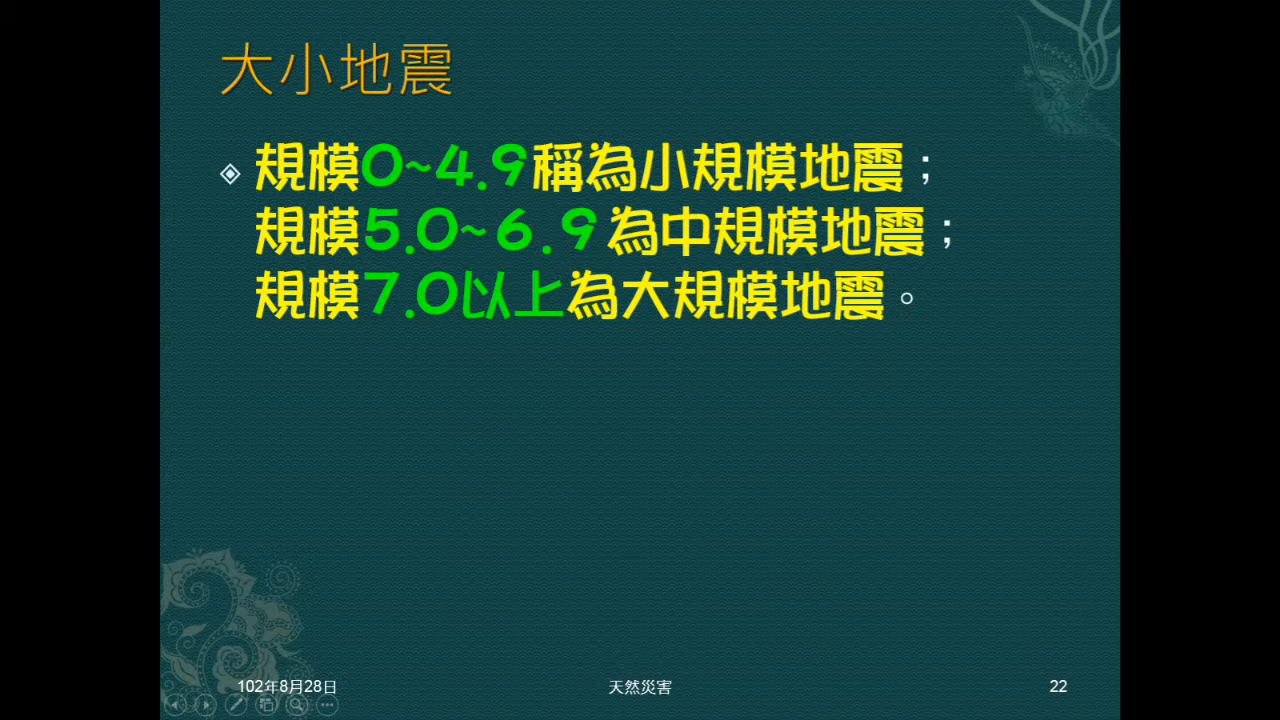 大小地震
規模0~4.9稱為小規模地震；
規模5.0~6.9為中規模地震；
規模7.0以上為大規模地震。
102年8月28日
天然災害
22